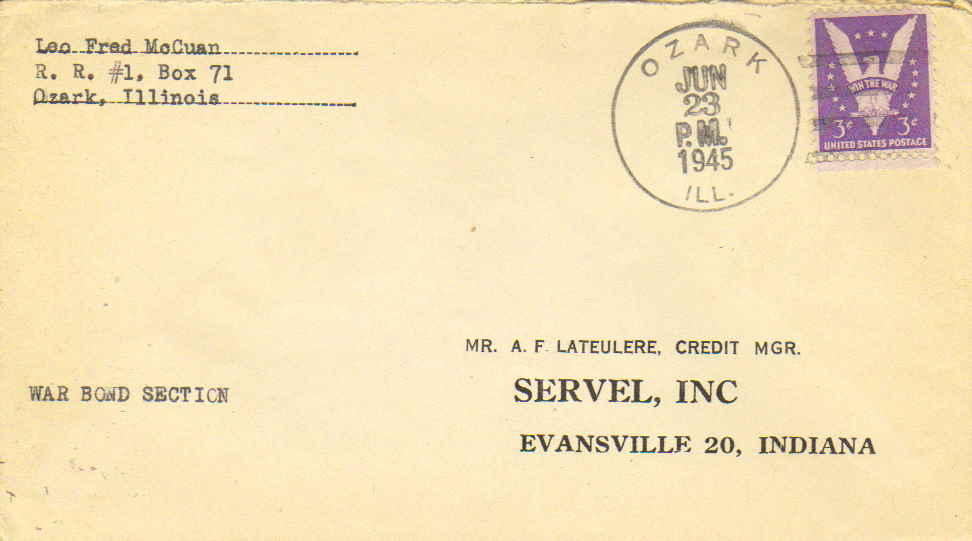 Leo Fred McCuan
R. R. #1, Box 71
Ozark, Illinois
OZARK
JUN
23
P.M.
1945
ILL.
WIN THE WAR
3¢ 3¢
UNITED STATES POSTAGE
MR. A. F. LATEULERE, CREDIT MGR.
SERVEL, INC
WAR BOND SECTION
EVANSVILLE 20, INDIANA